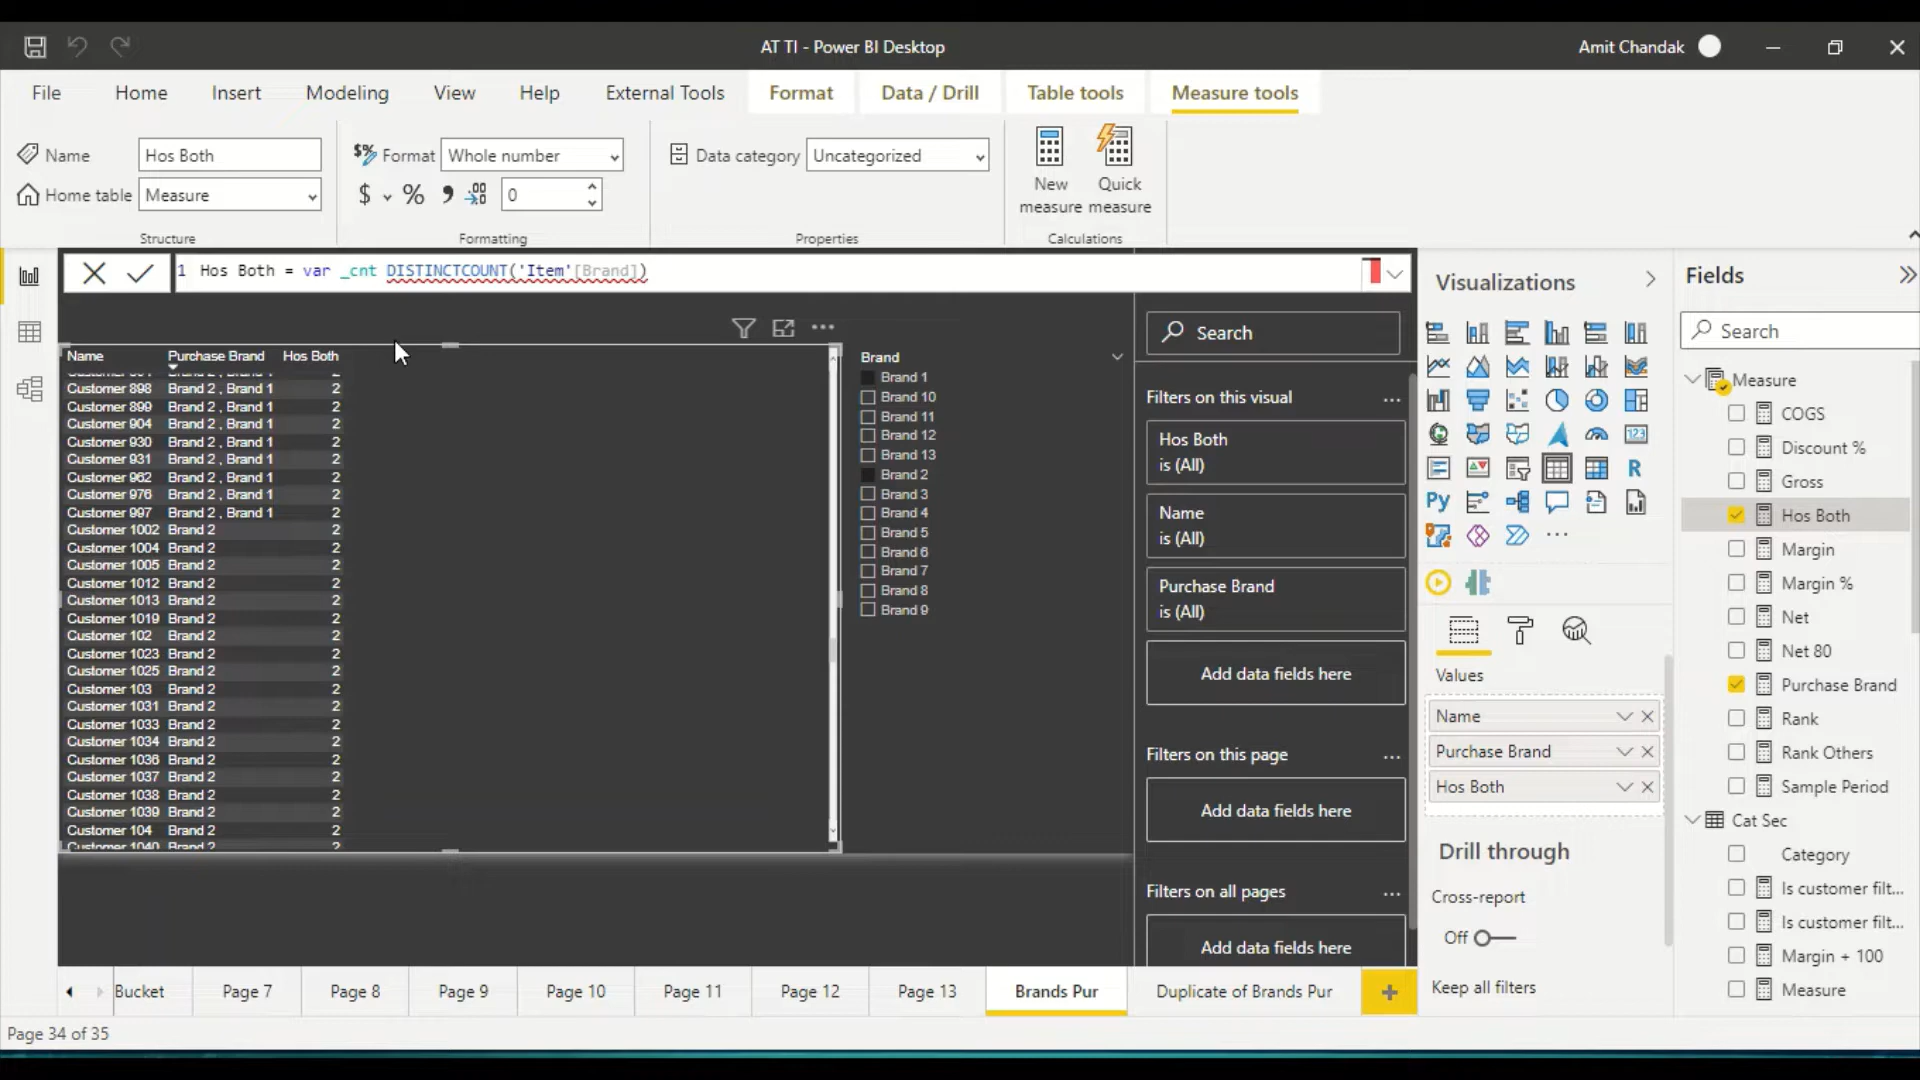 AT TI - Power BI Desktop
Amit Chandak
File Home Insert Modeling View Help External Tools Format Data / Drill Table tools Measure tools
Name Hos Both
Home table Measure
Structure
$% Format Whole number
$ % 0
Formatting
Data category Uncategorized
Properties
New measure
Quick measure
Calculations
1 Hos Both = var _cnt DISTINCTCOUNT('Item'[Brand])
Name Purchase Brand Hos Both
Customer 898 Brand 2 , Brand 1 2
Customer 899 Brand 2 , Brand 1 2
Customer 904 Brand 2 , Brand 1 2
Customer 930 Brand 2 , Brand 1 2
Customer 931 Brand 2 , Brand 1 2
Customer 962 Brand 2 , Brand 1 2
Customer 976 Brand 2 , Brand 1 2
Customer 997 Brand 2 , Brand 1 2
Customer 1002 Brand 2 2
Customer 1004 Brand 2 2
Customer 1005 Brand 2 2
Customer 1012 Brand 2 2
Customer 1013 Brand 2 2
Customer 1019 Brand 2 2
Customer 102 Brand 2 2
Customer 1023 Brand 2 2
Customer 1025 Brand 2 2
Customer 103 Brand 2 2
Customer 1031 Brand 2 2
Customer 1033 Brand 2 2
Customer 1034 Brand 2 2
Customer 1036 Brand 2 2
Customer 1037 Brand 2 2
Customer 1038 Brand 2 2
Customer 1039 Brand 2 2
Customer 104 Brand 2 2
Customer 1040 Brand 2 2
Brand
Brand 1
Brand 10
Brand 11
Brand 12
Brand 13
Brand 2
Brand 3
Brand 4
Brand 5
Brand 6
Brand 7
Brand 8
Brand 9
Search
Filters on this visual ...
Hos Both
is (All)
Name
is (All)
Purchase Brand
is (All)
Add data fields here
Filters on this page ...
Add data fields here
Filters on all pages ...
Add data fields here
Visualizations
123
R
Py
...
Values
Name
Purchase Brand
Hos Both
Drill through
Cross-report
Off
Keep all filters
Fields
Search
Measure
COGS
Discount %
Gross
Hos Both
Margin
Margin %
Net
Net 80
Purchase Brand
Rank
Rank Others
Sample Period
Cat Sec
Category
Is customer filt...
Is customer filt...
Margin + 100
Measure
Bucket Page 7 Page 8 Page 9 Page 10 Page 11 Page 12 Page 13 Brands Pur Duplicate of Brands Pur +
Page 34 of 35